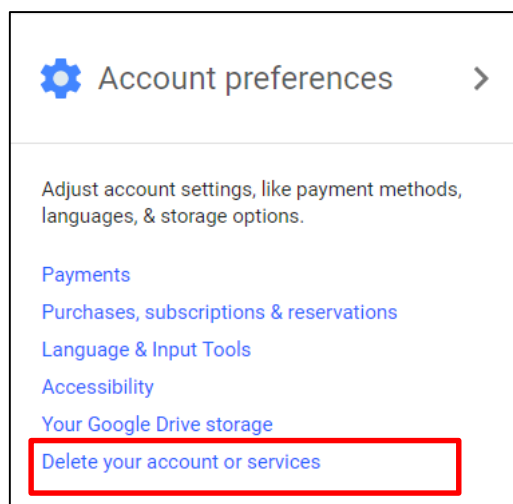 Account preferences
Adjust account settings, like payment methods,
languages, & storage options.
Payments
Purchases, subscriptions & reservations
Language & Input Tools
Accessibility
Your Google Drive storage
Delete your account or services